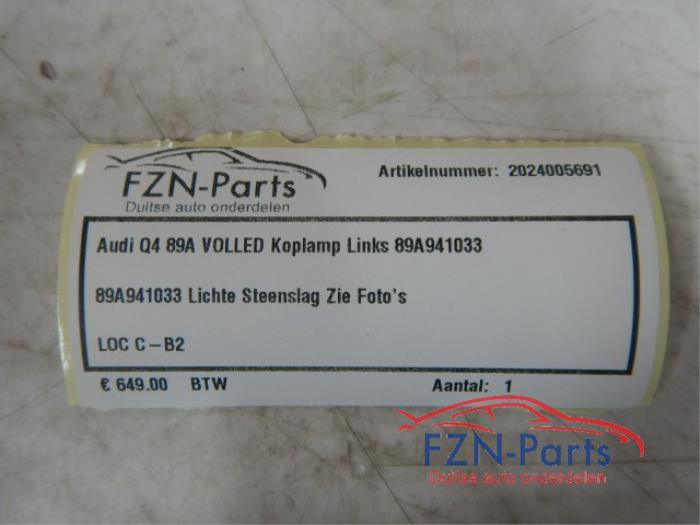 FZN-Parts
Duitse auto onderdelen
Artikelnummer: 2024005691
Audi Q4 89A VOLLED Koplamp Links 89A941033
89A941033 Lichte Steenslag Zie Foto's
LOC C-B2
€ 649.00 BTW
Aantal: 1
FZN-Parts
Duitse auto onderdelen